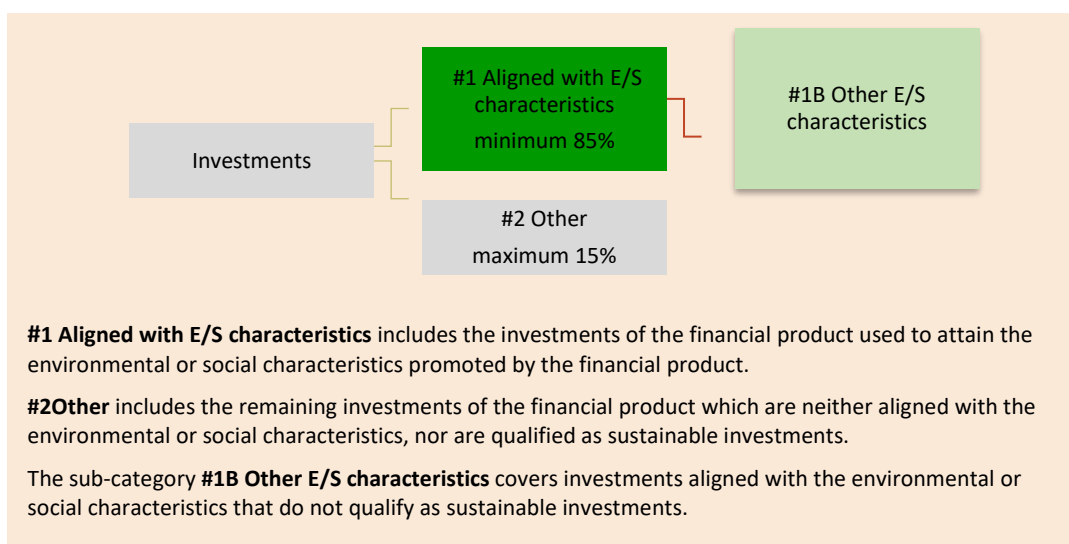 #1 Aligned with E/S
characteristics
minimum 85%
#1B Other E/S
characteristics
Investments
#2 Other
maximum 15%
#1 Aligned with E/S characteristics includes the investments of the financial product used to attain the
environmental or social characteristics promoted by the financial product.
#2Other includes the remaining investments of the financial product which are neither aligned with the
environmental or social characteristics, nor are qualified as sustainable investments.
The sub-category #1B Other E/S characteristics covers investments aligned with the environmental or
social characteristics that do not qualify as sustainable investments.